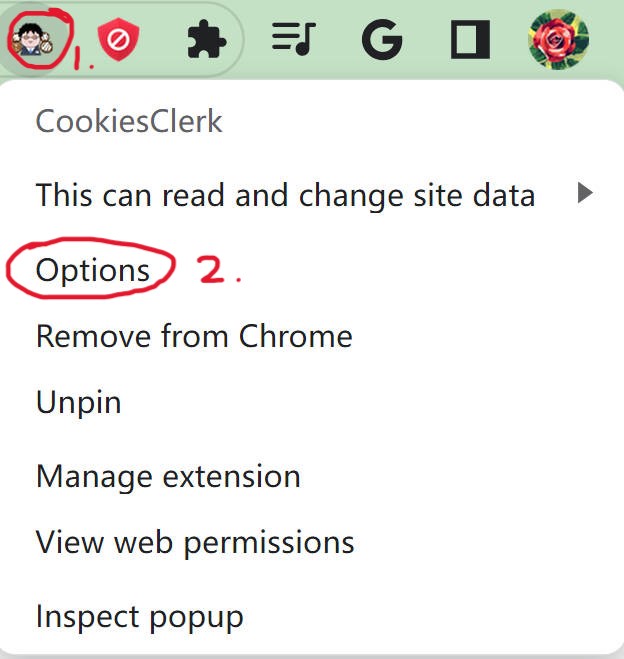 1.
CookiesClerk
This can read and change site data
Options 2.
Remove from Chrome
Unpin
Manage extension
View web permissions
Inspect popup